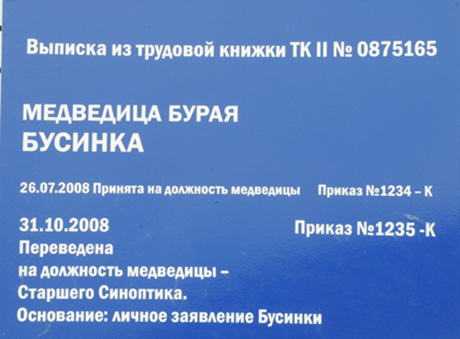 Выписка из трудовой книжки ТК II № 0875165
МЕДВЕДИЦА БУРАЯ
БУСИНКА
26.07.2008 Принята на должность медведицы Приказ №1234 – К
31.10.2008 Приказ №1235 -К
Переведена
на должность медведицы –
Старшего Синоптика.
Основание: личное заявление Бусинки